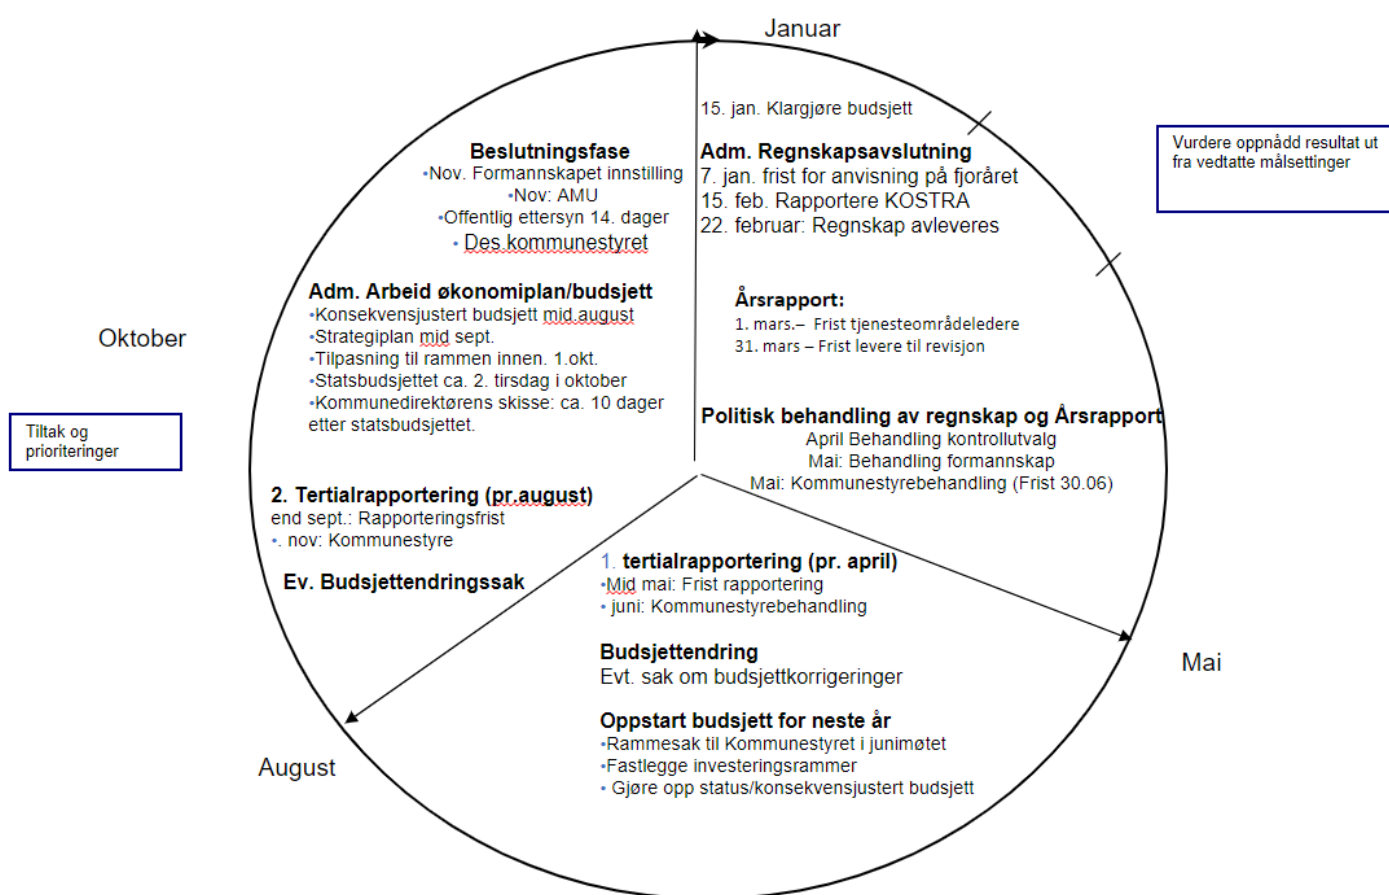 Januar
15. jan. Klargjøre budsjett
Adm. Regnskapsavslutning
7. jan. frist for anvisning på fjoråret
15. feb. Rapportere KOSTRA
22. februar: Regnskap avleveres
Vurdere oppnådd resultat ut
fra vedtatte målsettinger
Årsrapport:
1. mars.– Frist tjenesteområdeledere
31. mars – Frist levere til revisjon
Politisk behandling av regnskap og Årsrapport
April Behandling kontrollutvalg
Mai: Behandling formannskap
Mai: Kommunestyrebehandling (Frist 30.06)
Mai
1. tertialrapportering (pr. april)
•Mid mai: Frist rapportering
• juni: Kommunestyrebehandling
Budsjettendring
Evt. sak om budsjettkorrigeringer
Oppstart budsjett for neste år
•Rammesak til Kommunestyret i junimøtet
•Fastlegge investeringsrammer
• Gjøre opp status/konsekvensjustert budsjett
August
2. Tertialrapportering (pr.august)
end sept.: Rapporteringsfrist
•. nov: Kommunestyre
Ev. Budsjettendringssak
Tiltak og
prioriteringer
Oktober
Adm. Arbeid økonomiplan/budsjett
•Konsekvensjustert budsjett mid.august
•Strategiplan mid sept.
•Tilpasning til rammen innen. 1.okt.
•Statsbudsjettet ca. 2. tirsdag i oktober
•Kommunedirektørens skisse: ca. 10 dager
etter statsbudsjettet.
Beslutningsfase
•Nov. Formannskapet innstilling
•Nov: AMU
•Offentlig ettersyn 14. dager
• Des.kommunestyret